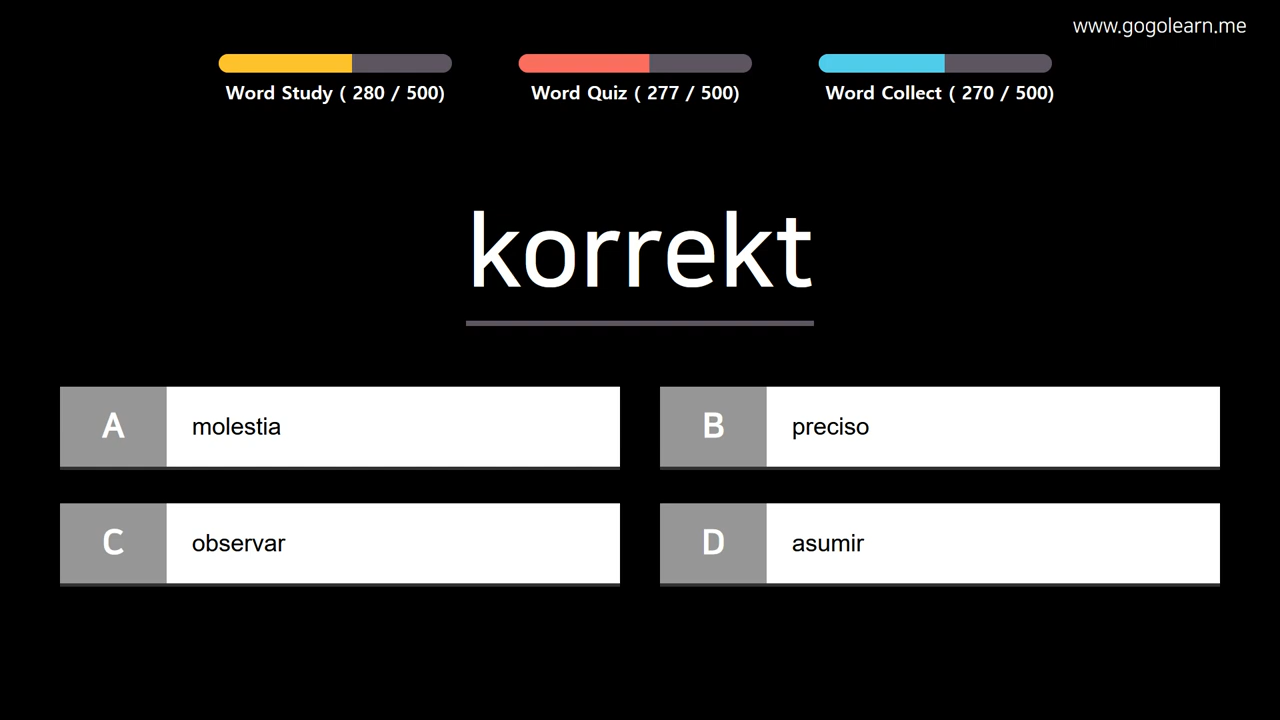 www.gogolearn.me
Word Study ( 280 / 500)
Word Quiz ( 277 / 500)
Word Collect ( 270 / 500)
korrekt
A molestia
B preciso
C observar
D asumir